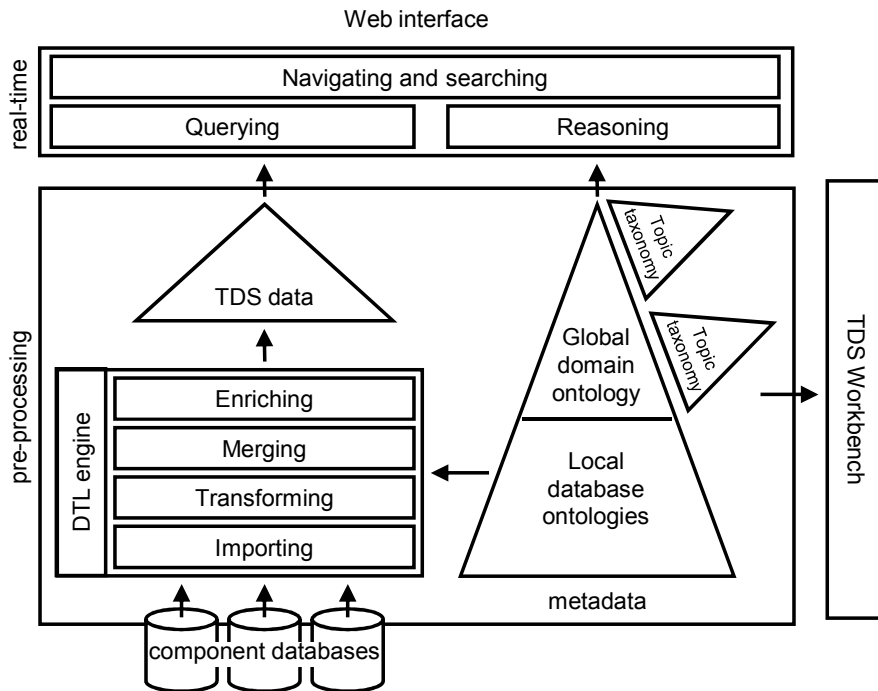 Web interface
real-time
Navigating and searching
Querying
Reasoning
pre-processing
TDS data
DTL engine
Enriching
Merging
Transforming
Importing
component databases
Topic
taxonomy
Topic
taxonomy
Global
domain
ontology
Local
database
ontologies
metadata
TDS Workbench